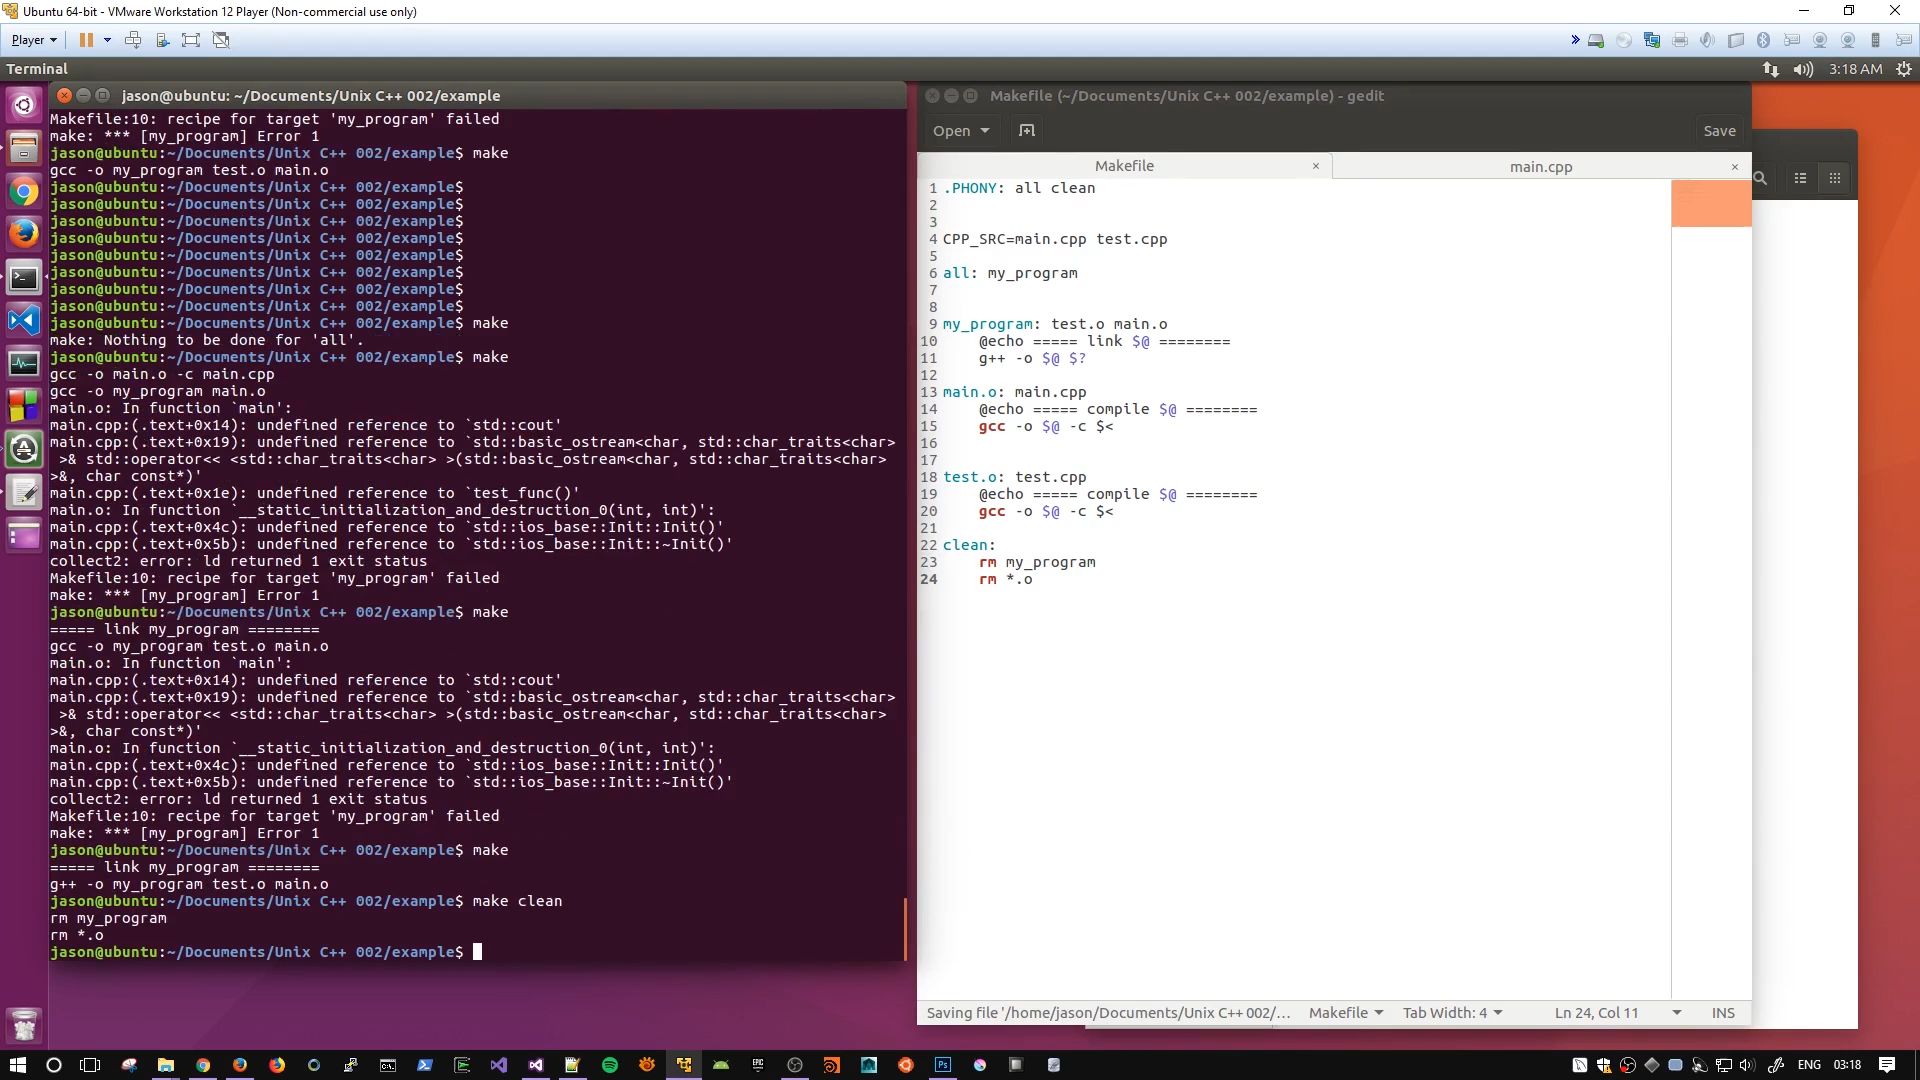 Ubuntu 64-bit - VMware Workstation 12 Player (Non-commercial use only)
Player
Terminal
3:18 AM
jason@ubuntu: ~/Documents/Unix C++ 002/example
Makefile:10: recipe for target 'my_program' failed
make: *** [my_program] Error 1
jason@ubuntu:~/Documents/Unix C++ 002/example$ make
gcc -o my_program test.o main.o
jason@ubuntu:~/Documents/Unix C++ 002/example$
jason@ubuntu:~/Documents/Unix C++ 002/example$
jason@ubuntu:~/Documents/Unix C++ 002/example$
jason@ubuntu:~/Documents/Unix C++ 002/example$
jason@ubuntu:~/Documents/Unix C++ 002/example$
jason@ubuntu:~/Documents/Unix C++ 002/example$
jason@ubuntu:~/Documents/Unix C++ 002/example$
jason@ubuntu:~/Documents/Unix C++ 002/example$
jason@ubuntu:~/Documents/Unix C++ 002/example$ make
make: Nothing to be done for 'all'.
jason@ubuntu:~/Documents/Unix C++ 002/example$ make
gcc -o main.o -c main.cpp
gcc -o my_program main.o
main.o: In function `main':
main.cpp:(.text+0x14): undefined reference to `std::cout'
main.cpp:(.text+0x19): undefined reference to `std::basic_ostream<char, std::char_traits<char>
 >& std::operator<< <std::char_traits<char> >(std::basic_ostream<char, std::char_traits<char>
>&, char const*)'
main.cpp:(.text+0x1e): undefined reference to `test_func()'
main.o: In function `__static_initialization_and_destruction_0(int, int)':
main.cpp:(.text+0x4c): undefined reference to `std::ios_base::Init::Init()'
main.cpp:(.text+0x5b): undefined reference to `std::ios_base::Init::~Init()'
collect2: error: ld returned 1 exit status
Makefile:10: recipe for target 'my_program' failed
make: *** [my_program] Error 1
jason@ubuntu:~/Documents/Unix C++ 002/example$ make
===== link my_program ========
gcc -o my_program test.o main.o
main.o: In function `main':
main.cpp:(.text+0x14): undefined reference to `std::cout'
main.cpp:(.text+0x19): undefined reference to `std::basic_ostream<char, std::char_traits<char>
 >& std::operator<< <std::char_traits<char> >(std::basic_ostream<char, std::char_traits<char>
>&, char const*)'
main.o: In function `__static_initialization_and_destruction_0(int, int)':
main.cpp:(.text+0x4c): undefined reference to `std::ios_base::Init::Init()'
main.cpp:(.text+0x5b): undefined reference to `std::ios_base::Init::~Init()'
collect2: error: ld returned 1 exit status
Makefile:10: recipe for target 'my_program' failed
make: *** [my_program] Error 1
jason@ubuntu:~/Documents/Unix C++ 002/example$ make
===== link my_program ========
g++ -o my_program test.o main.o
jason@ubuntu:~/Documents/Unix C++ 002/example$ make clean
rm my_program
rm *.o
jason@ubuntu:~/Documents/Unix C++ 002/example$
Makefile (~/Documents/Unix C++ 002/example) - gedit
Open Save
Makefile × main.cpp ×
1 .PHONY: all clean
2
3
4 CPP_SRC=main.cpp test.cpp
5
6 all: my_program
7
8
9 my_program: test.o main.o
10 @echo ===== link $@ ========
11 g++ -o $@ $?
12
13 main.o: main.cpp
14 @echo ===== compile $@ ========
15 gcc -o $@ -c $<
16
17
18 test.o: test.cpp
19 @echo ===== compile $@ ========
20 gcc -o $@ -c $<
21
22 clean:
23 rm my_program
24 rm *.o
Saving file '/home/jason/Documents/Unix C++ 002/... Makefile Tab Width: 4 Ln 24, Col 11 INS
EPIC Ps ENG 03:18